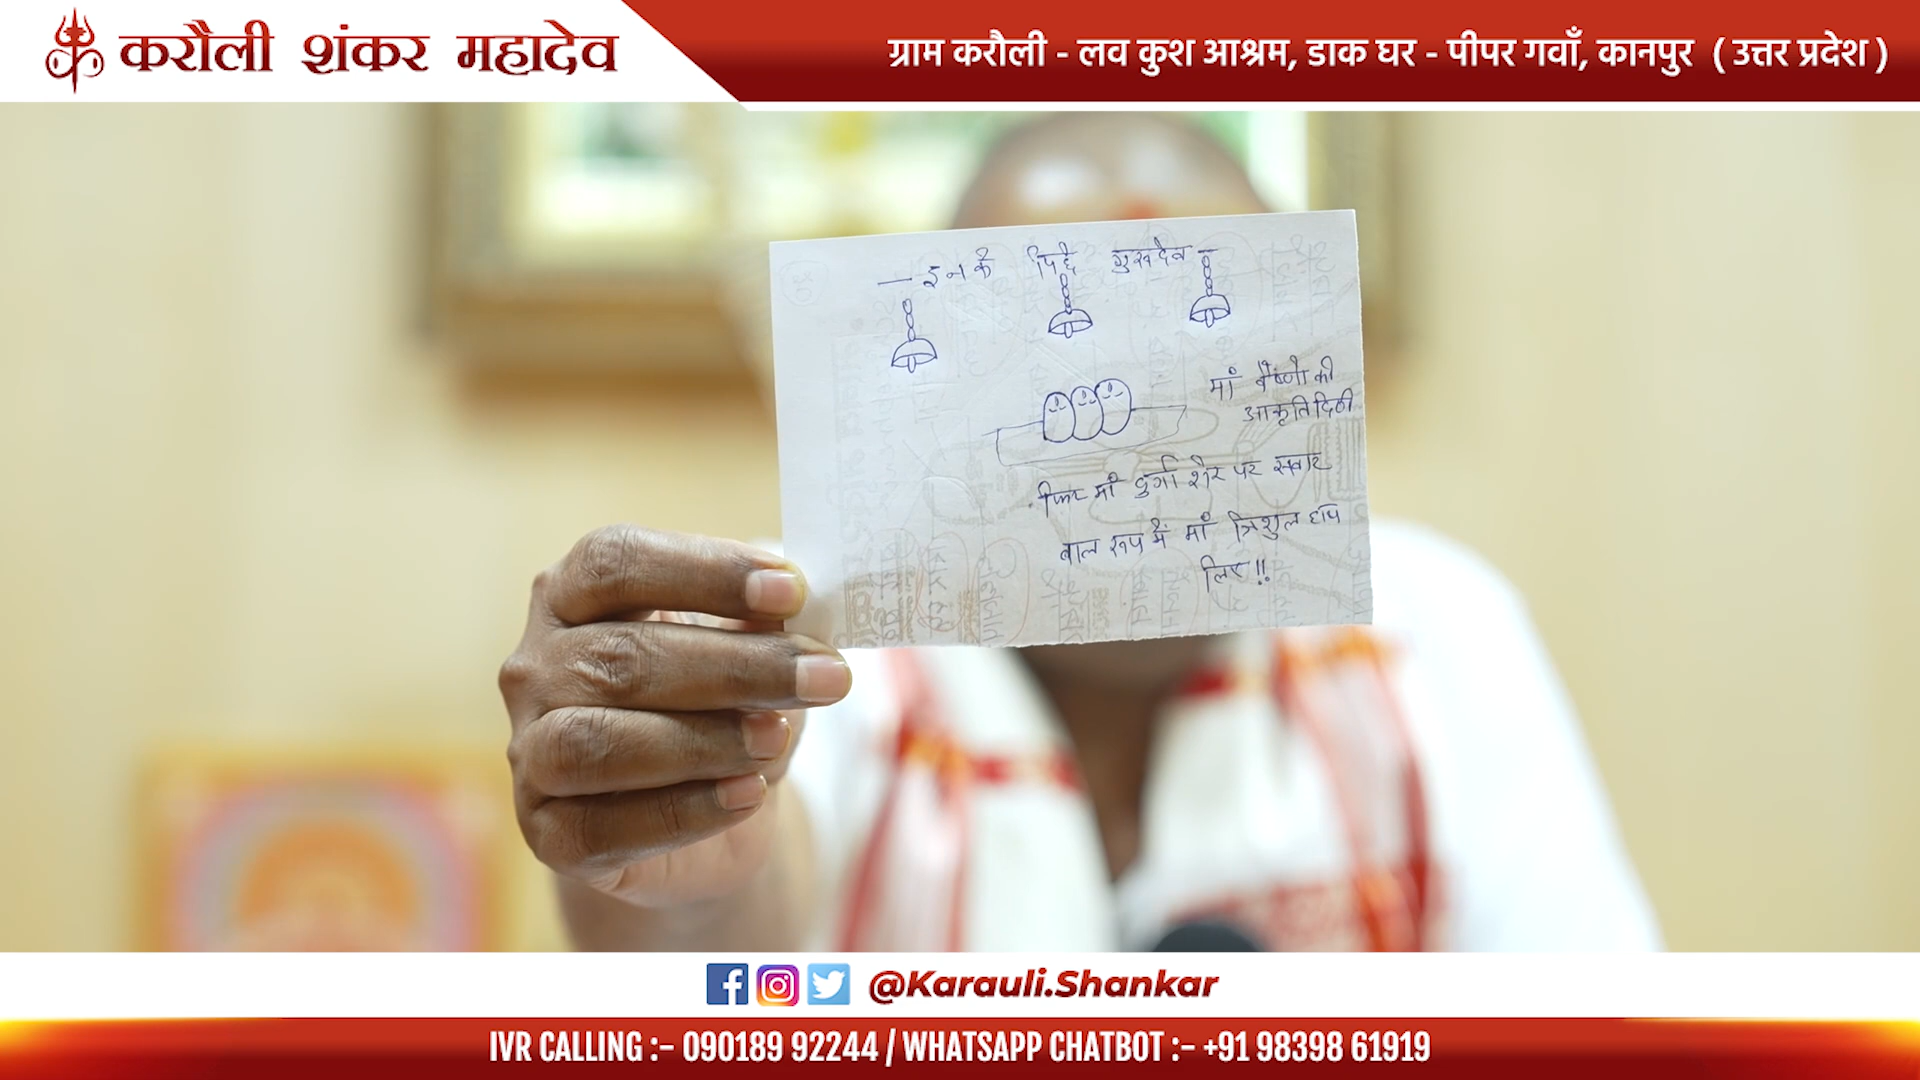 करौली शंकर महादेव
ग्राम करौली - लव कुश आश्रम, डाक घर - पीपर गवाँ, कानपुर ( उत्तर प्रदेश )
— इनके पिछे गुरुदेव —
माँ वैष्णो की
आकृति दिखी
फिर माँ दुर्गा शेर पर सवार
बाल रूप में माँ त्रिशुल हाथ
लिए !!
@Karauli.Shankar
IVR CALLING :- 090189 92244 / WHATSAPP CHATBOT :- +91 98398 61919